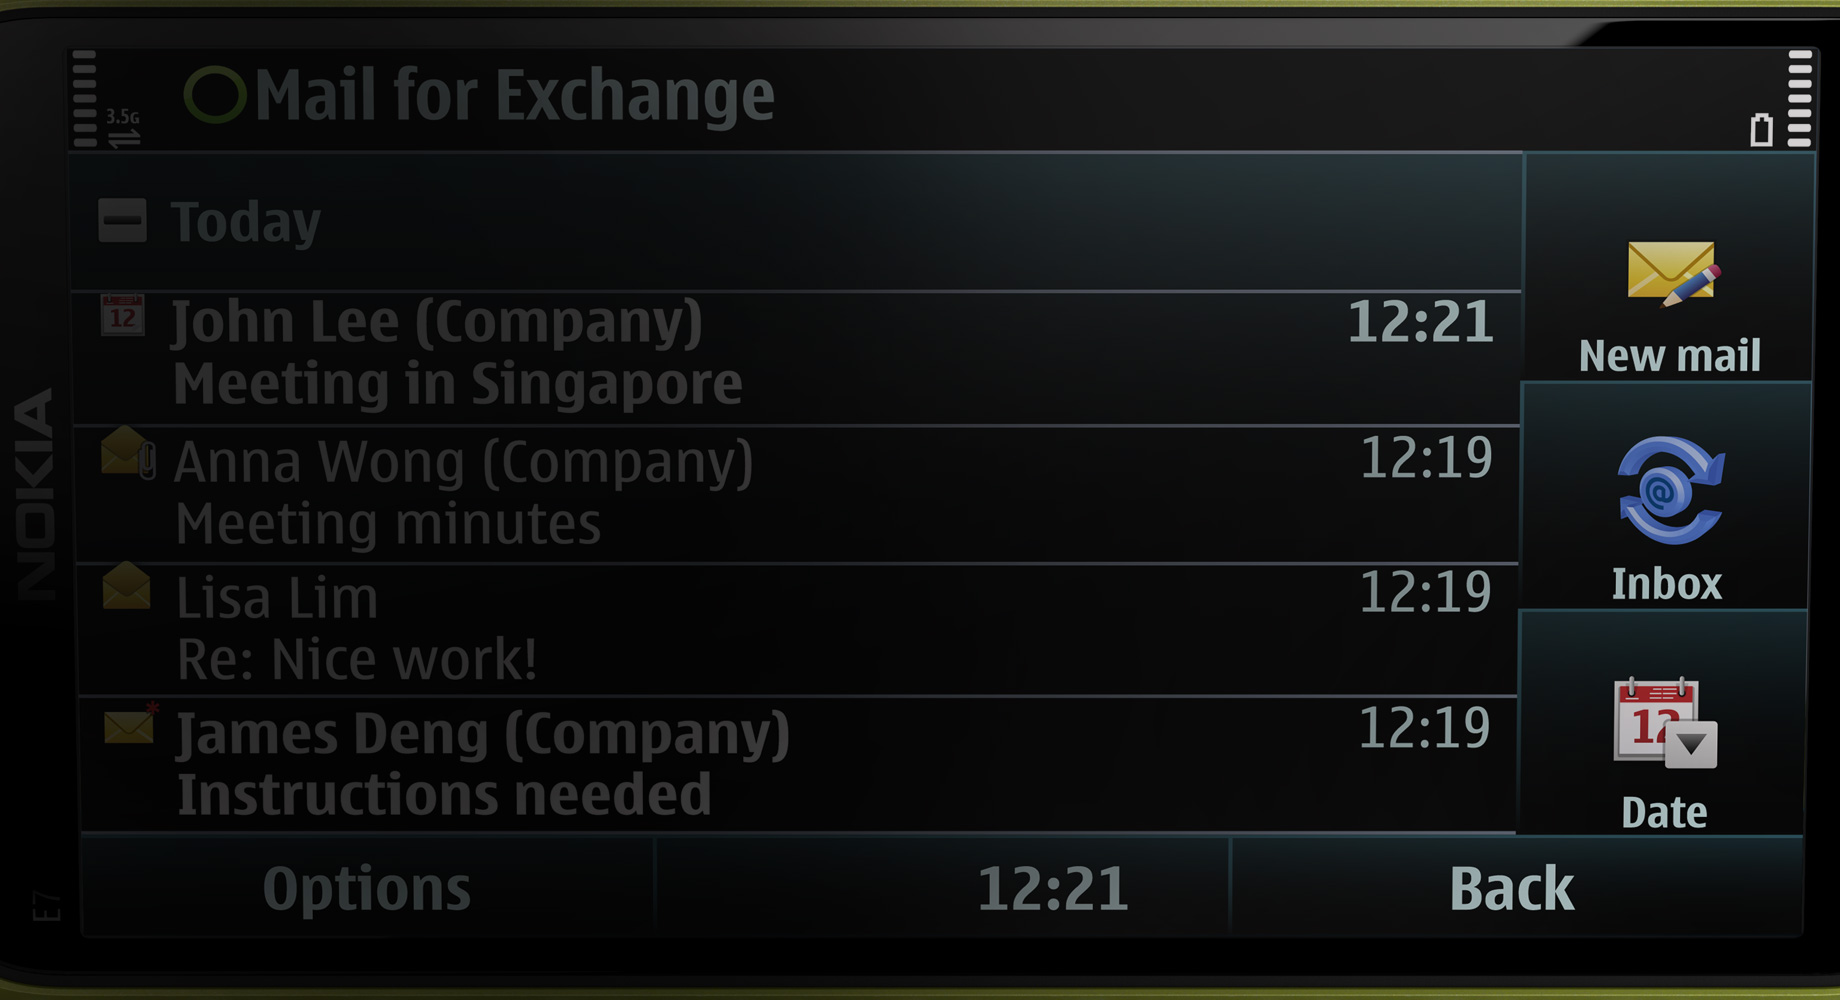 3.5G
Mail for Exchange
Today
12
John Lee (Company)
12:21
Meeting in Singapore
Anna Wong (Company)
12:19
Meeting minutes
Lisa Lim
12:19
Re: Nice work!
James Deng (Company)
12:19
Instructions needed
New mail
@
Inbox
12
Date
Options
12:21
Back
NOKIA
E7